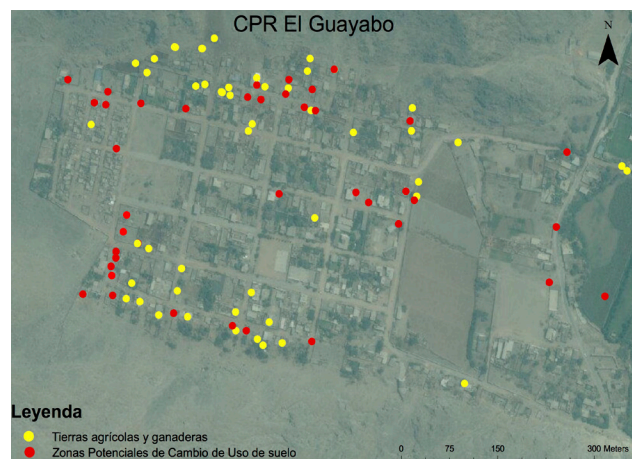 CPR El Guayabo
N
Leyenda
Tierras agrícolas y ganaderas
Zonas Potenciales de Cambio de Uso de suelo
0 75 150 300 Meters